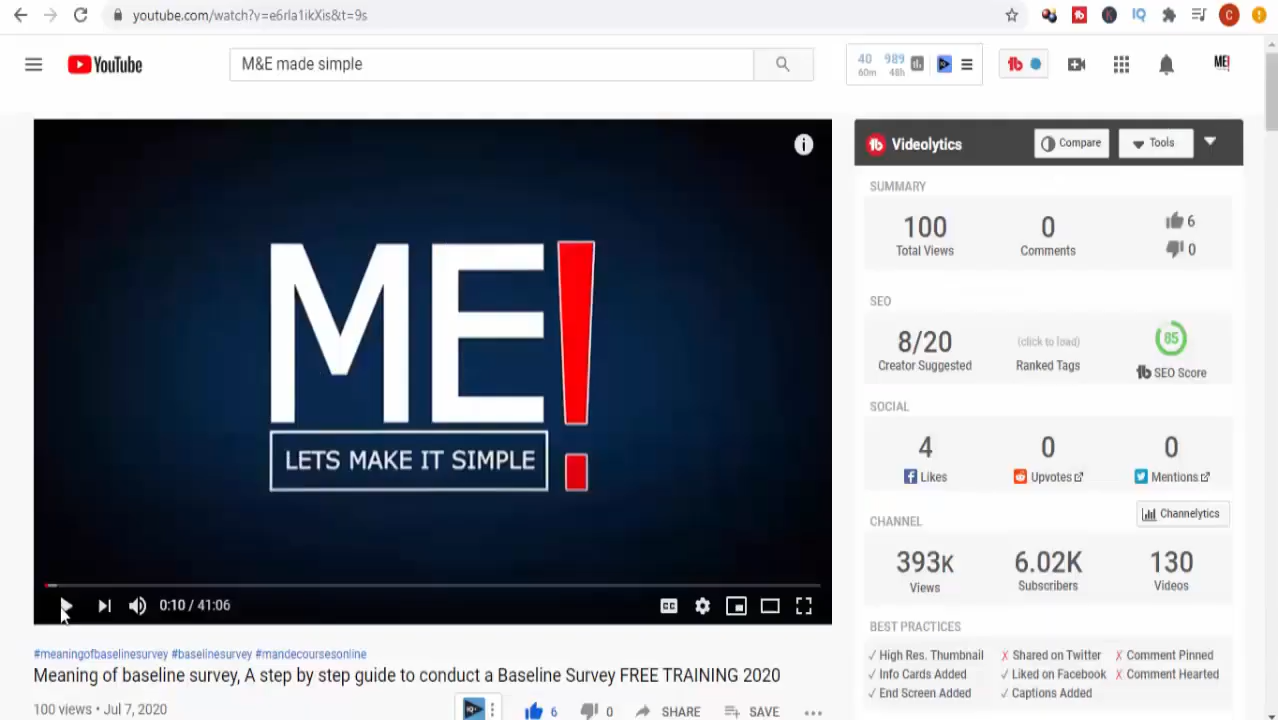 youtube.com/watch?v=e6rla1ikXis&t=9s
YouTube
M&E made simple
40 989
60m 48h
ME!
ME!
LETS MAKE IT SIMPLE
0:10 / 41:06
CC
#meaningofbaselinesurvey #baselinesurvey #mandecoursesonline
Meaning of baseline survey, A step by step guide to conduct a Baseline Survey FREE TRAINING 2020
100 views • Jul 7, 2020
6 0 SHARE SAVE
Videolytics Compare Tools
SUMMARY
100 0 6
Total Views Comments 0
SEO
8/20 (click to load) 85
Creator Suggested Ranked Tags SEO Score
SOCIAL
4 0 0
Likes Upvotes Mentions
CHANNEL Channelytics
393K 6.02K 130
Views Subscribers Videos
BEST PRACTICES
✓ High Res. Thumbnail ✗ Shared on Twitter ✗ Comment Pinned
✓ Info Cards Added ✓ Liked on Facebook ✗ Comment Hearted
✓ End Screen Added ✓ Captions Added